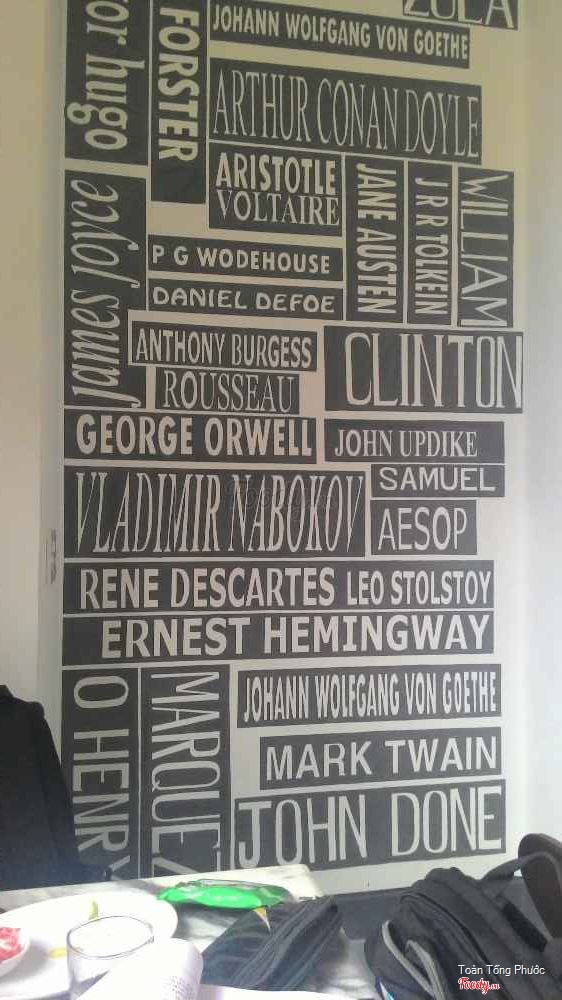 ZOLA
or hugo
FORSTER
JOHANN WOLFGANG VON GOETHE
ARTHUR CONAN DOYLE
ARISTOTLE
VOLTAIRE
JANE AUSTEN
J R R TOLKEIN
WILLIAM
james joyce
P G WODEHOUSE
DANIEL DEFOE
ANTHONY BURGESS
ROUSSEAU
CLINTON
GEORGE ORWELL
JOHN UPDIKE
VLADIMIR NABOKOV
SAMUEL
AESOP
RENE DESCARTES LEO STOLSTOY
ERNEST HEMINGWAY
O HENRY
MARQUEZ
JOHANN WOLFGANG VON GOETHE
MARK TWAIN
JOHN DONE
Toàn Tổng Phước
Foody.vn